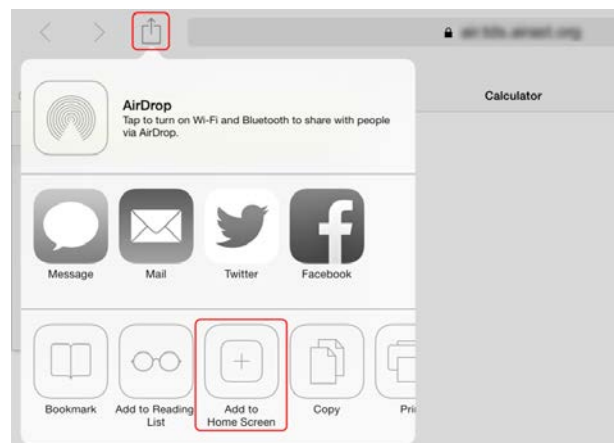 Calculator
AirDrop
Tap to turn on Wi-Fi and Bluetooth to share with people
via AirDrop.
Message
Mail
Twitter
Facebook
Bookmark
Add to Reading
List
Add to
Home Screen
Copy